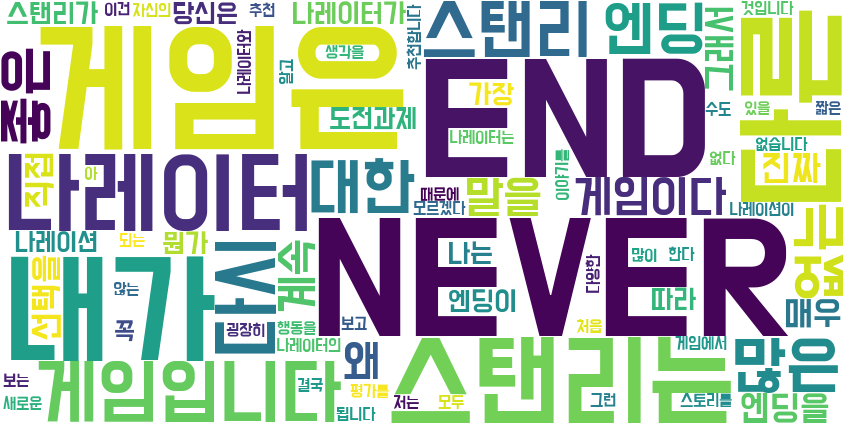 스탠리가 이건 자신의 당신은 추천 나레이터가 추천합니다 스탠리 엔딩 그래서 것입니다
좋은 게임은 나레이터와 알고 생각을 END 가장 수도 있을 짧은
도전과제 나레이터는 없습니다
나레이터 직접 아 대한 때문에 모르겠다 말을 이야기를 게임이다 없다 진짜 나레이션이
나레이션 되는 뭔가 계속 NEVER 나는 다양한 많이 한다
내가 선택을 않는 꼭 굉장히 행동을 보고 엔딩이 처음 따라 매우
나레이터의 게임에서
보는 새로운 게임입니다 결국 왜 평가를 됩니다 저는 모두 스탠리는 그런 스토리를 많은 엔딩을